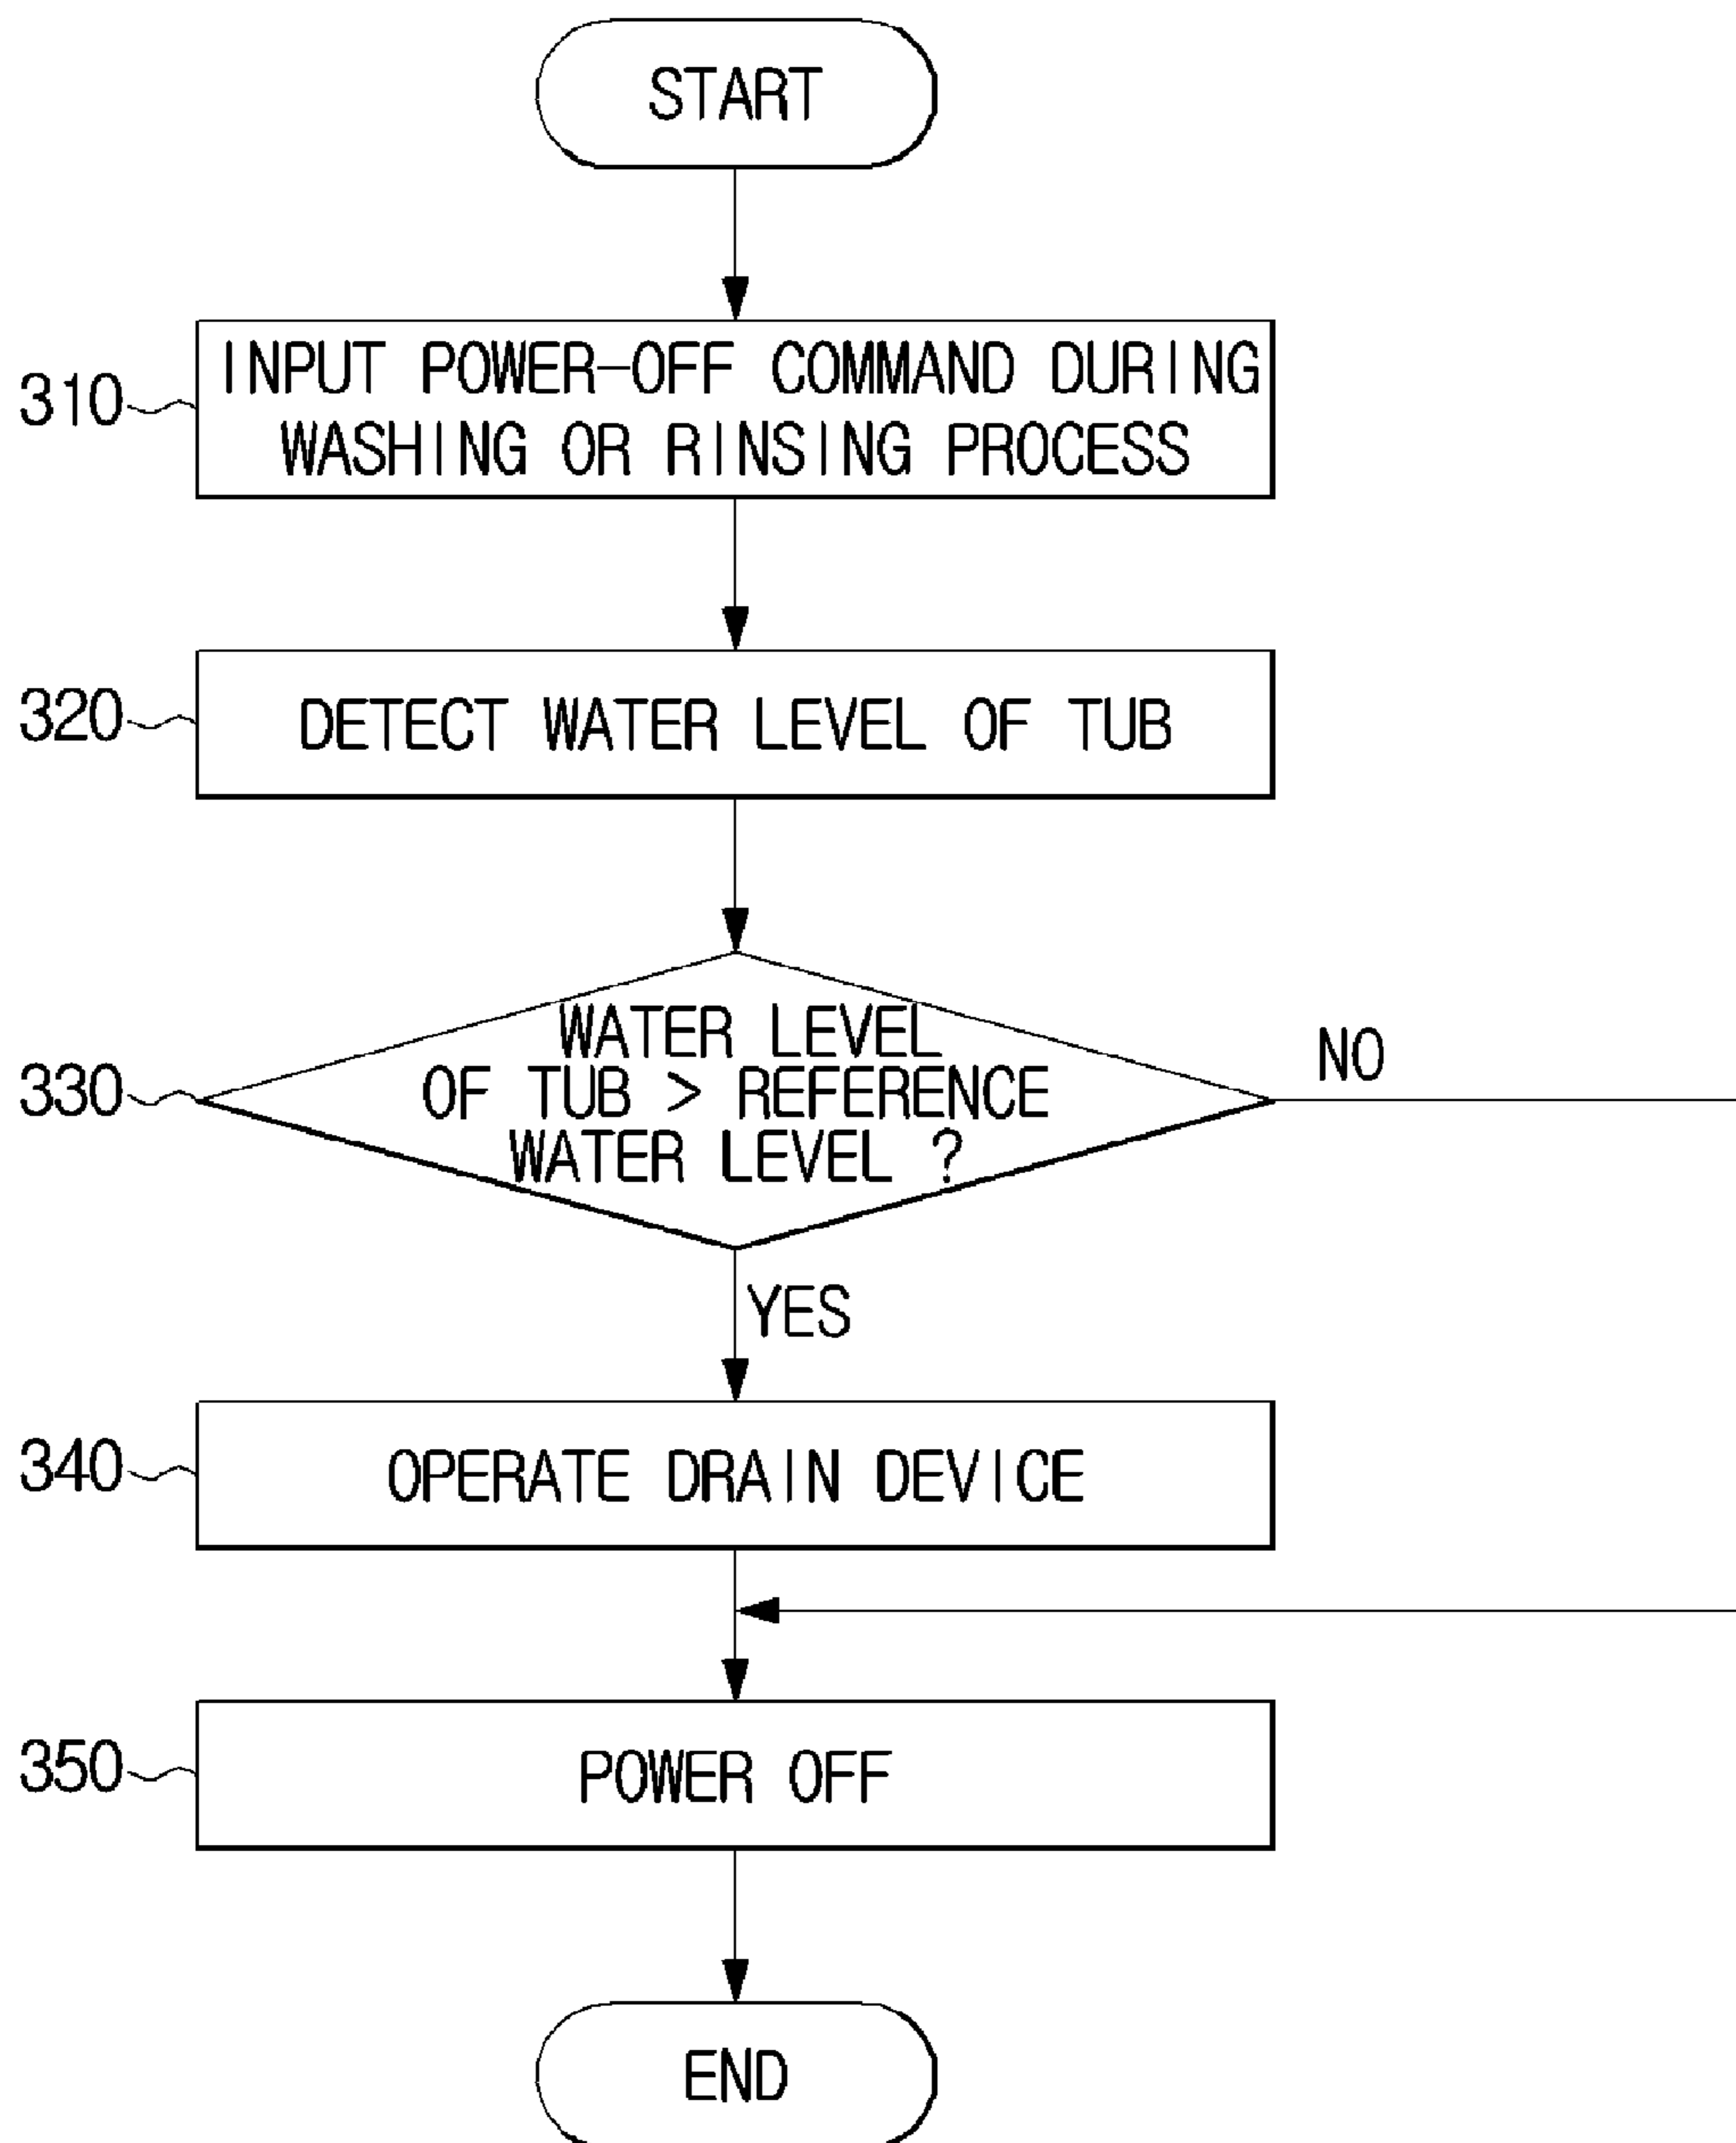 START
310
INPUT POWER-OFF COMMAND DURING
WASHING OR RINSING PROCESS
320
DETECT WATER LEVEL OF TUB
330
WATER LEVEL
OF TUB > REFERENCE
WATER LEVEL ?
NO
YES
340
OPERATE DRAIN DEVICE
350
POWER OFF
END